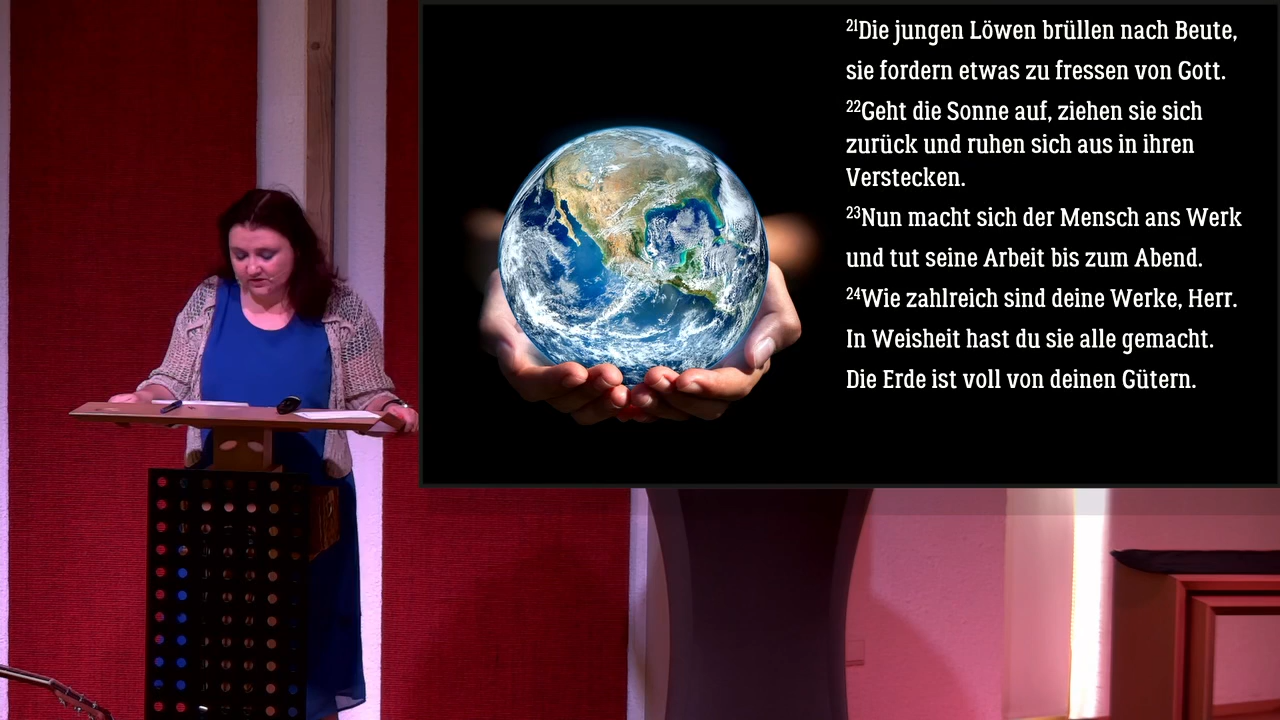 ²¹Die jungen Löwen brüllen nach Beute,
sie fordern etwas zu fressen von Gott.
²²Geht die Sonne auf, ziehen sie sich
zurück und ruhen sich aus in ihren
Verstecken.
²³Nun macht sich der Mensch ans Werk
und tut seine Arbeit bis zum Abend.
²⁴Wie zahlreich sind deine Werke, Herr.
In Weisheit hast du sie alle gemacht.
Die Erde ist voll von deinen Gütern.